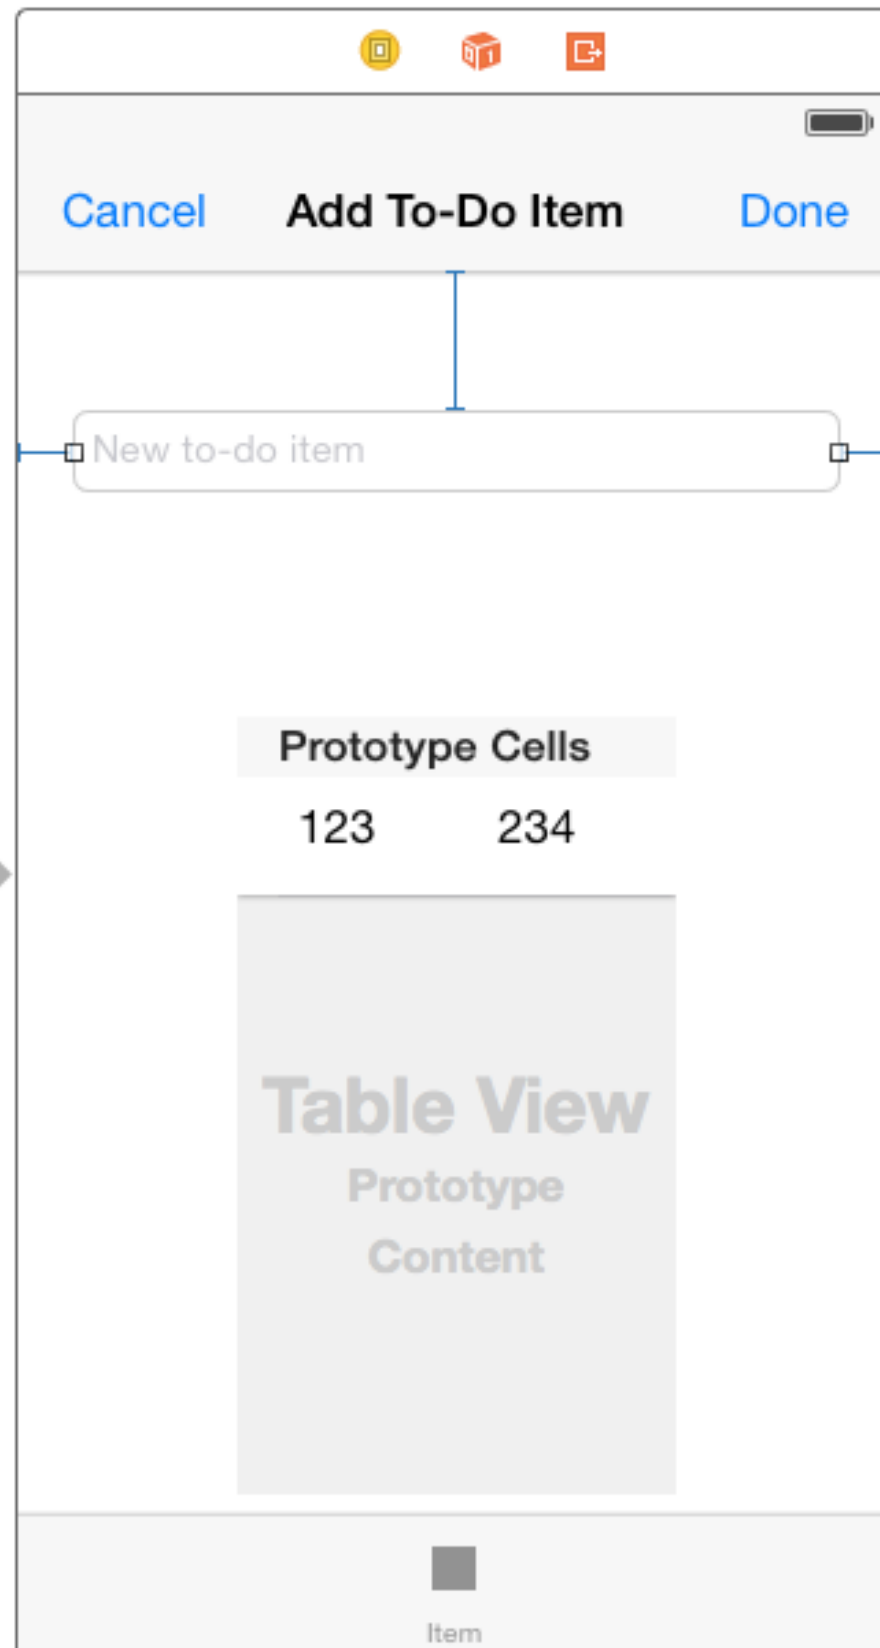 Cancel Add To-Do Item Done
New to-do item
Prototype Cells
123 234
Table View
Prototype
Content
Item